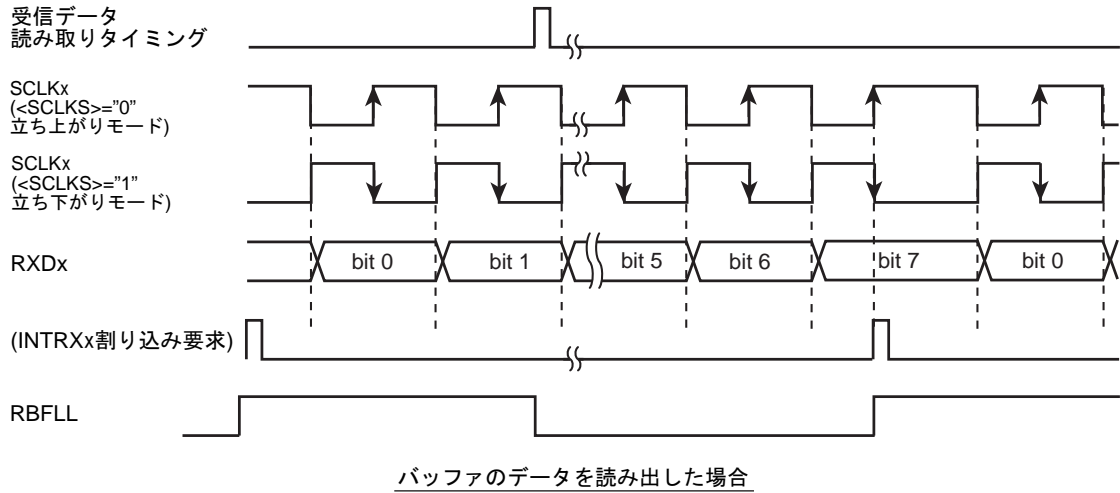 受信データ
読み取りタイミング
SCLKx
(<SCLKS>="0"
立ち上がりモード)
SCLKx
(<SCLKS>="1"
立ち下がりモード)
RXDx
bit 0
bit 1
bit 5
bit 6
bit 7
bit 0
(INTRXx割り込み要求)
RBFLL
バッファのデータを読み出した場合